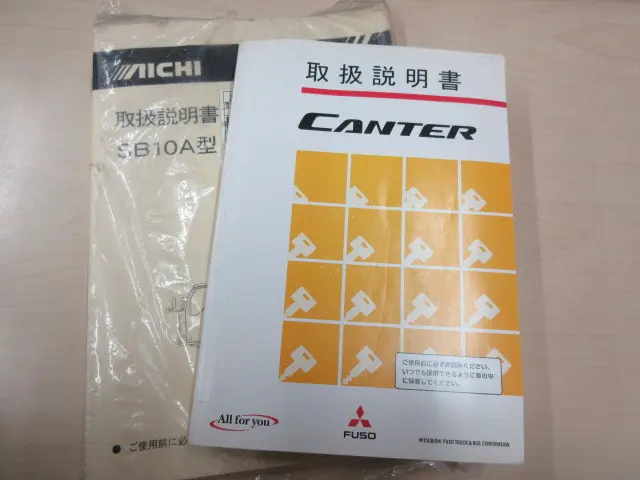 AICHI
取扱説明書
SB10A型
● ご使用前に必
取扱説明書
CANTER
ご使用前に必ずお読みください。
いつでも使用できるように車の中
に保管してください。
All for you
FUSO
MITSUBISHI FUSO TRUCK & BUS CORPORATION